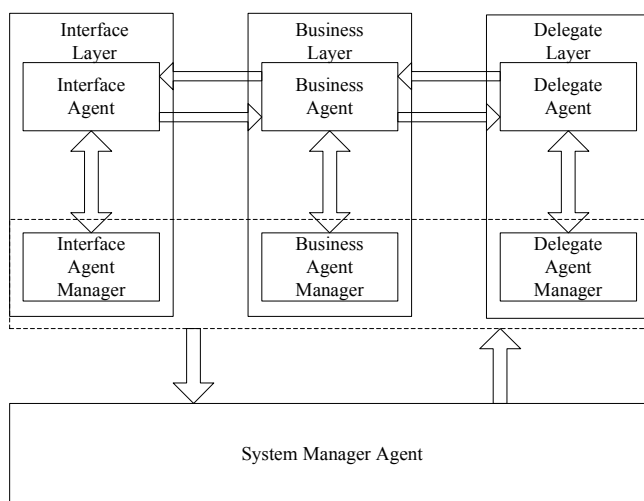 Interface
Layer
Interface
Agent
Interface
Agent
Manager
Business
Layer
Business
Agent
Business
Agent
Manager
Delegate
Layer
Delegate
Agent
Delegate
Agent
Manager
System Manager Agent